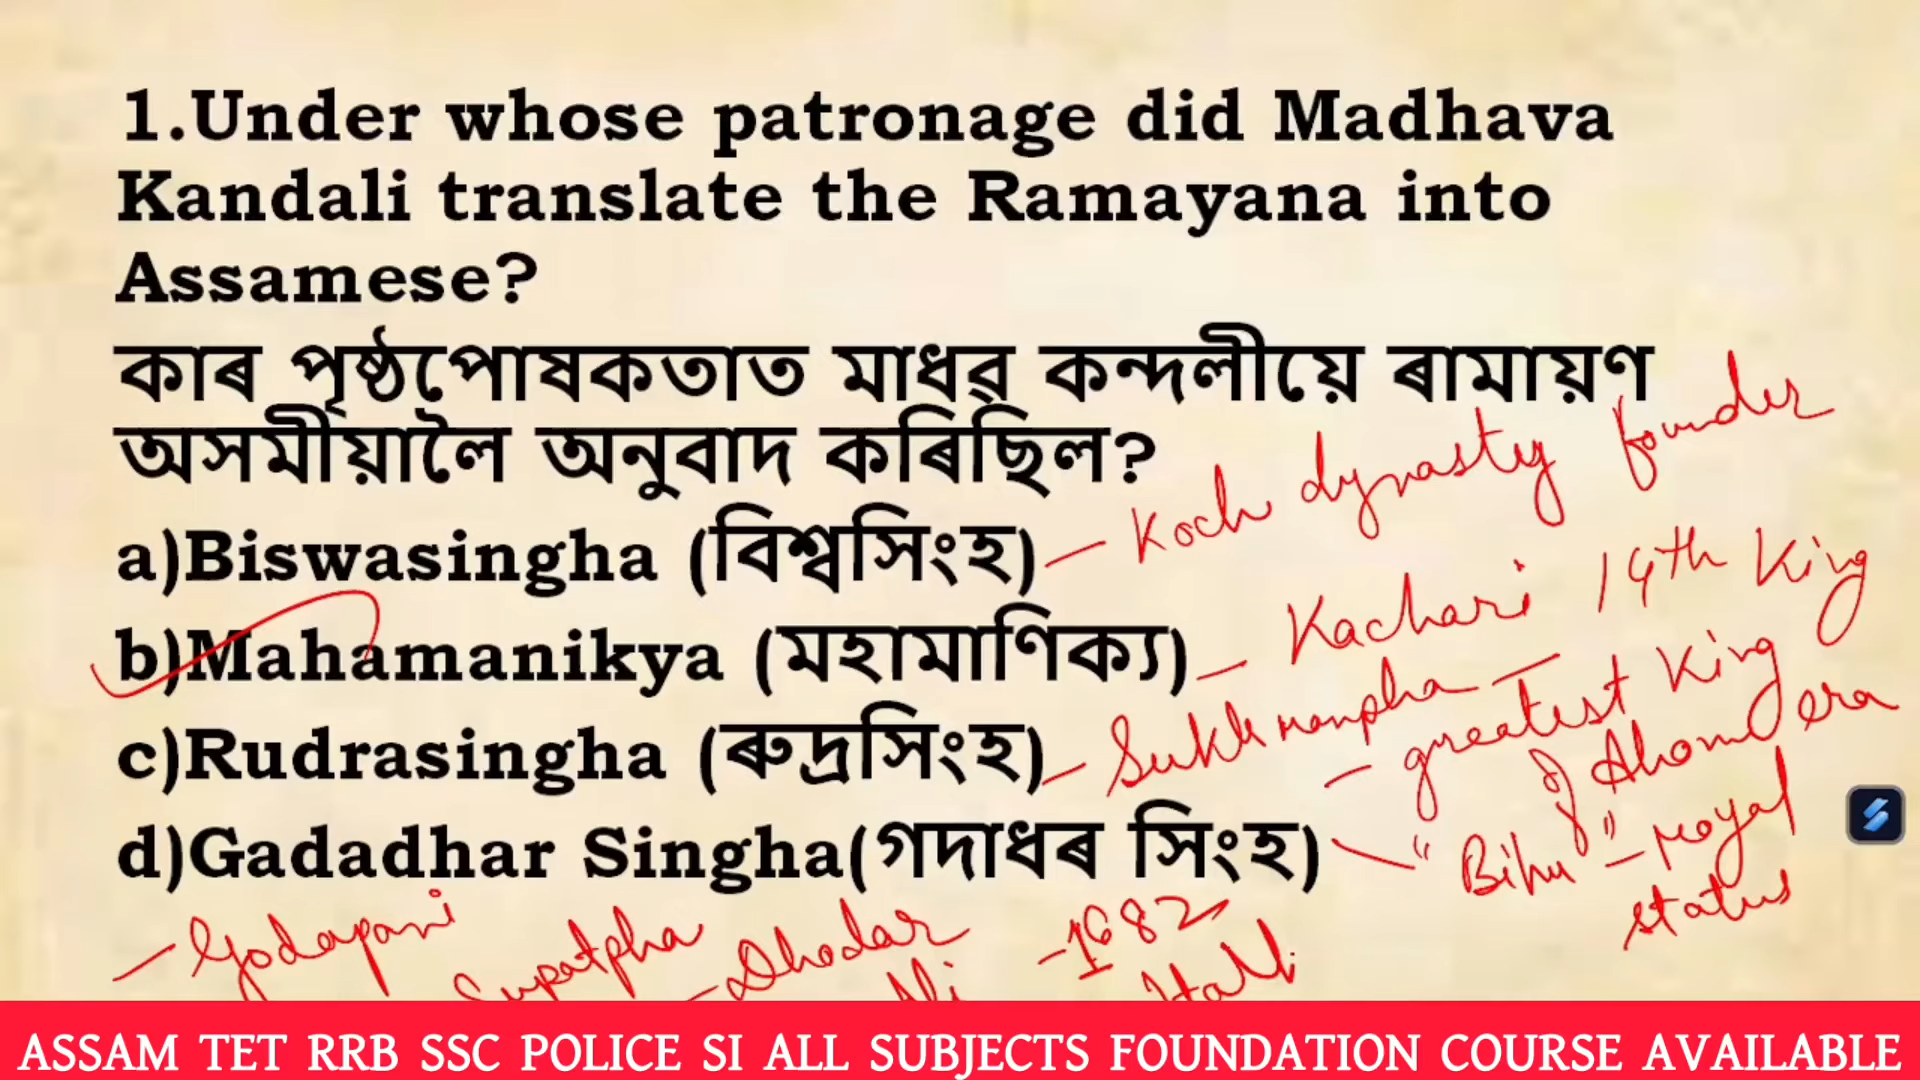 1.Under whose patronage did Madhava
Kandali translate the Ramayana into
Assamese?
কাৰ পৃষ্ঠপোষকতাত মাধৱ কন্দলীয়ে ৰামায়ণ
অসমীয়ালৈ অনুবাদ কৰিছিল?
a)Biswasingha (বিশ্বসিংহ) – Koch dynasty founder
b)Mahamanikya (মহামাণিক্য) – Kachari 14th King
c)Rudrasingha (ৰুদ্ৰসিংহ) – Sukhrungpha –
– greatest King
of Ahom era
d)Gadadhar Singha(গদাধৰ সিংহ) "Bihu" – royal
status
– Godapani
Supatpha
– Dhodar
Ali
– 1682
ASSAM TET RRB SSC POLICE SI ALL SUBJECTS FOUNDATION COURSE AVAILABLE